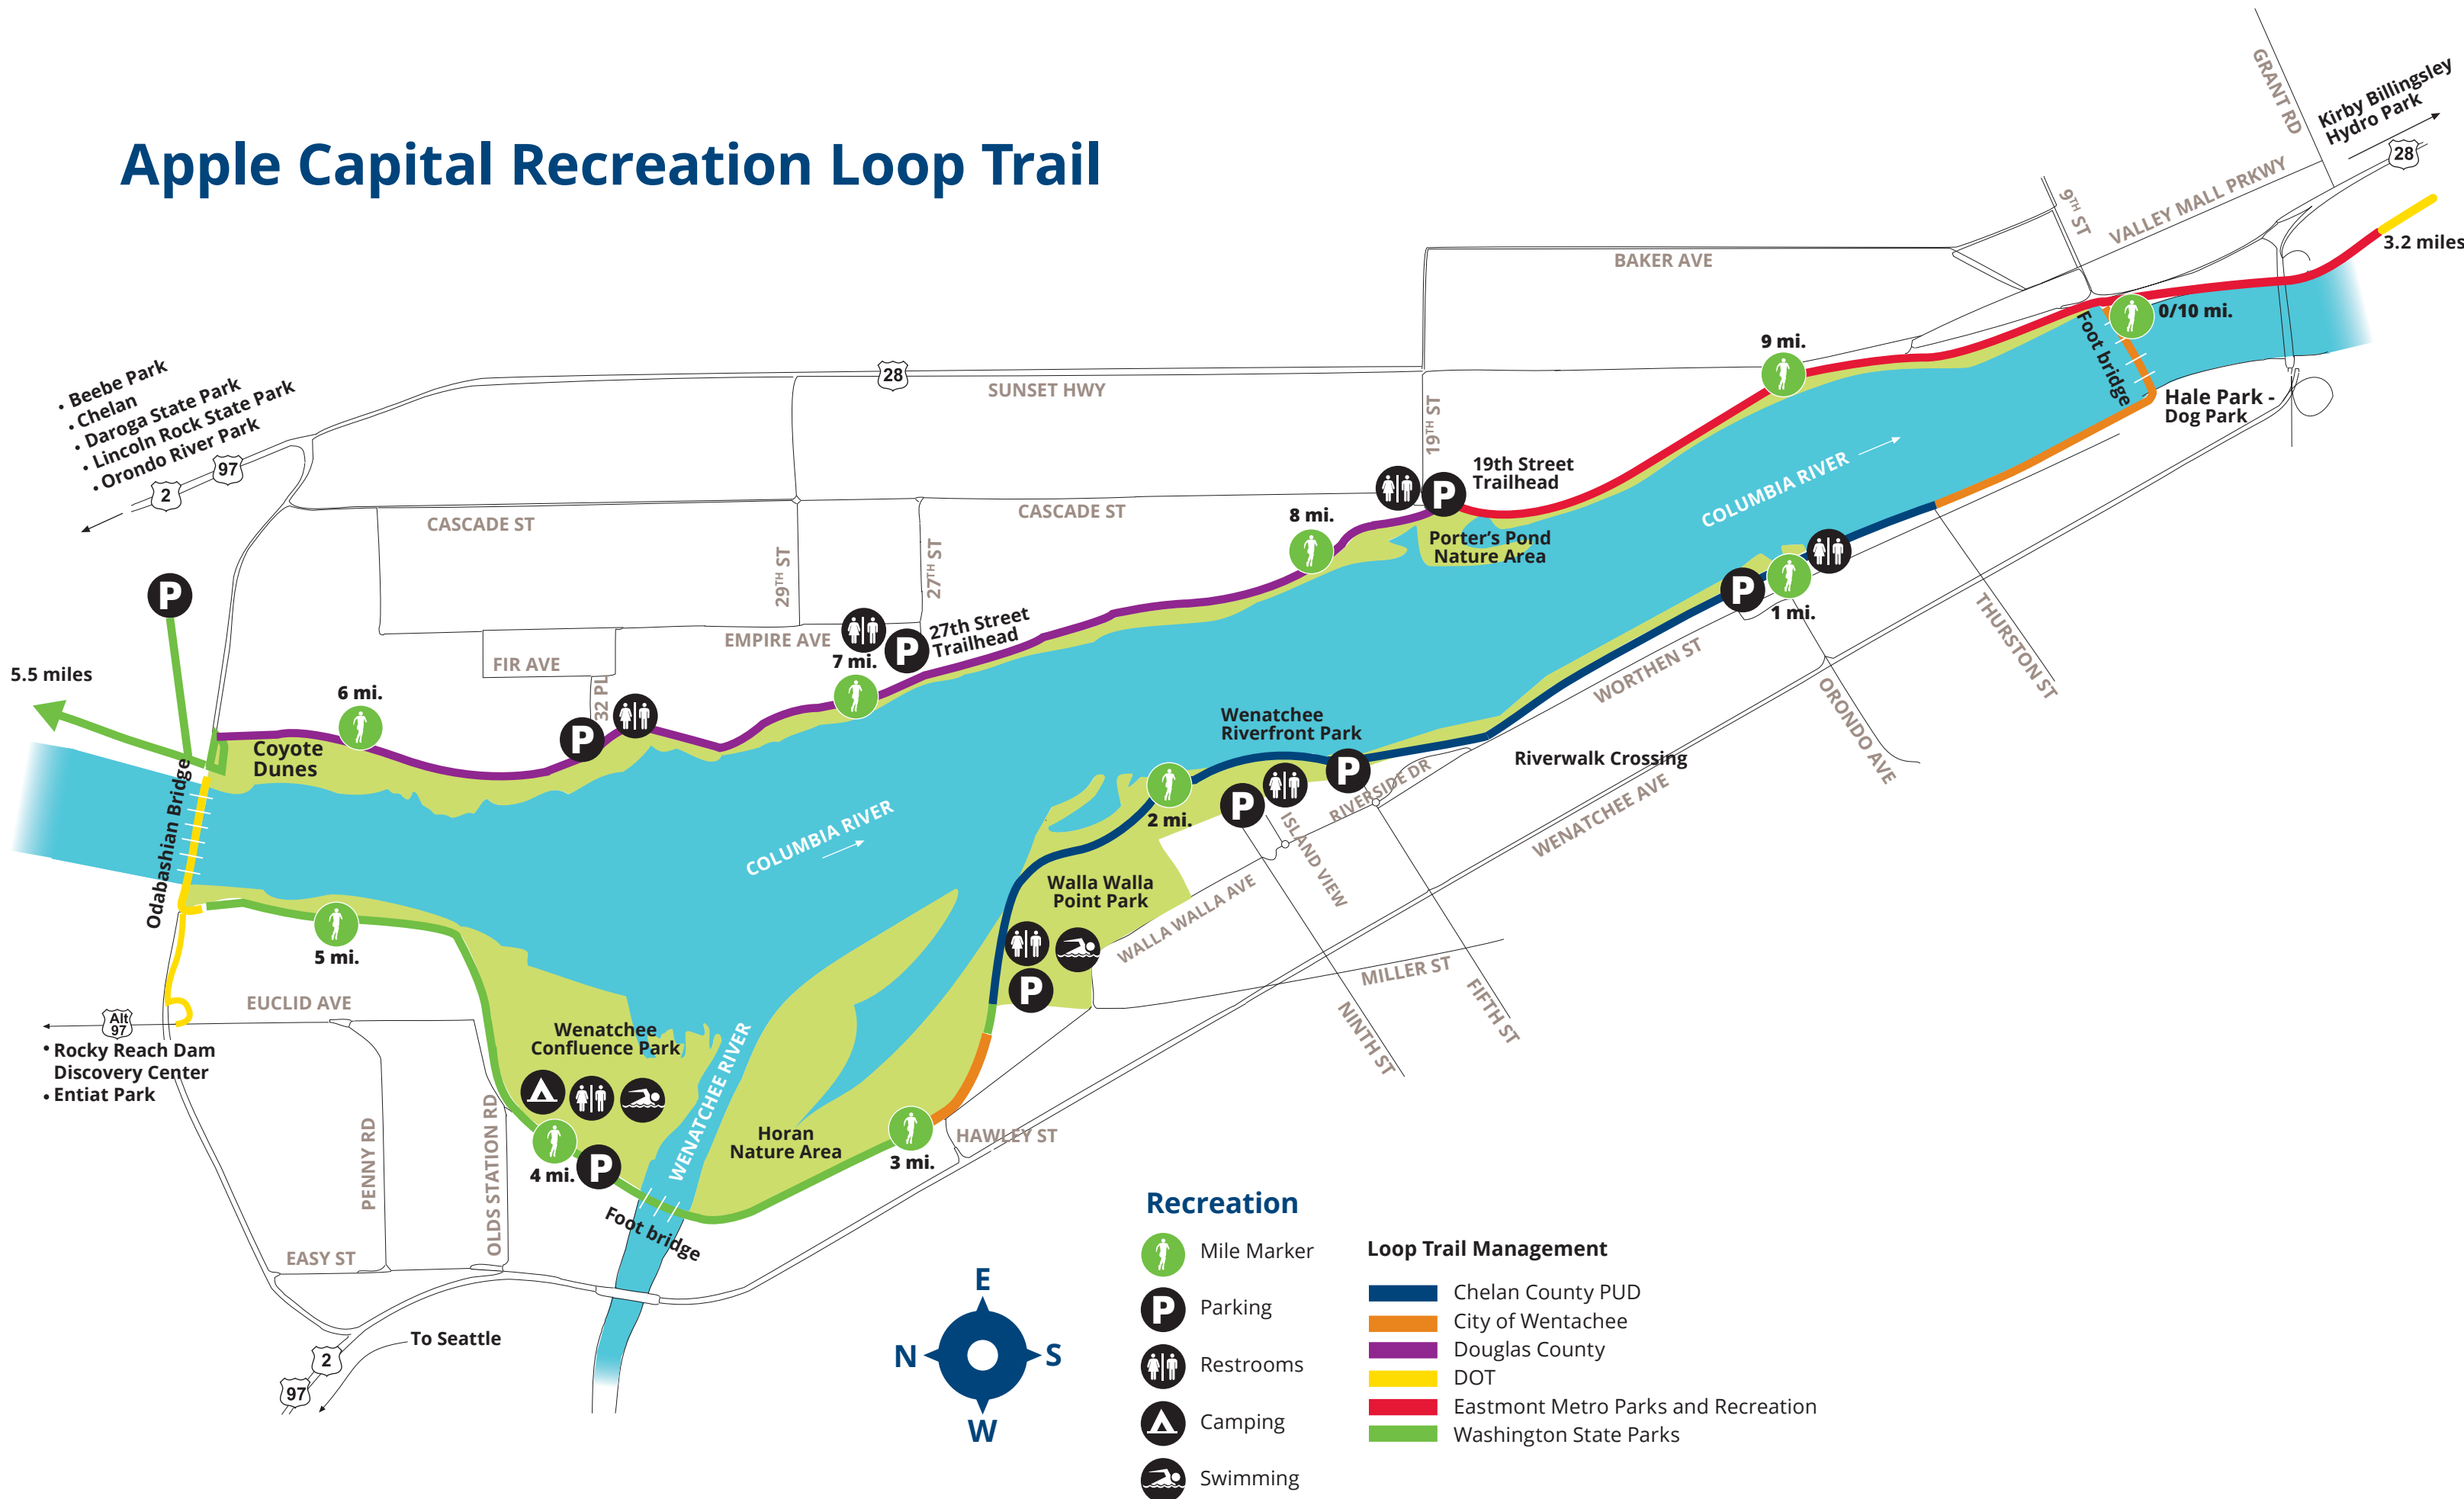 Apple Capital Recreation Loop Trail
GRANT RD
Kirby Billingsley
Hydro Park
28
9TH ST
VALLEY MALL PRKWY
3.2 miles
BAKER AVE
0/10 mi.
Foot bridge
9 mi.
Hale Park -
Dog Park
28
SUNSET HWY
• Beebe Park
• Chelan
• Daroga State Park
• Lincoln Rock State Park
• Orondo River Park
97
2
19TH ST
19th Street
Trailhead
P
COLUMBIA RIVER
CASCADE ST
CASCADE ST
8 mi.
Porter's Pond
Nature Area
29TH ST
27TH ST
P
P
1 mi.
THURSTON ST
27th Street
Trailhead
EMPIRE AVE
P
7 mi.
FIR AVE
32 PL
5.5 miles
6 mi.
P
WORTHEN ST
ORONDO AVE
Coyote
Dunes
Wenatchee
Riverfront Park
P
Riverwalk Crossing
RIVERSIDE DR
WENATCHEE AVE
Odabashian Bridge
COLUMBIA RIVER
2 mi.
P
ISLAND VIEW
Walla Walla
Point Park
WALLA WALLA AVE
P
5 mi.
MILLER ST
FIFTH ST
NINTH ST
EUCLID AVE
Alt
97
• Rocky Reach Dam
Discovery Center
• Entiat Park
Wenatchee
Confluence Park
WENATCHEE RIVER
PENNY RD
OLDS STATION RD
Horan
Nature Area
HAWLEY ST
3 mi.
4 mi.
P
Foot bridge
EASY ST
To Seattle
2
97
E
N
S
W
Recreation
Mile Marker
P
Parking
Restrooms
Camping
Swimming
Loop Trail Management
Chelan County PUD
City of Wentachee
Douglas County
DOT
Eastmont Metro Parks and Recreation
Washington State Parks